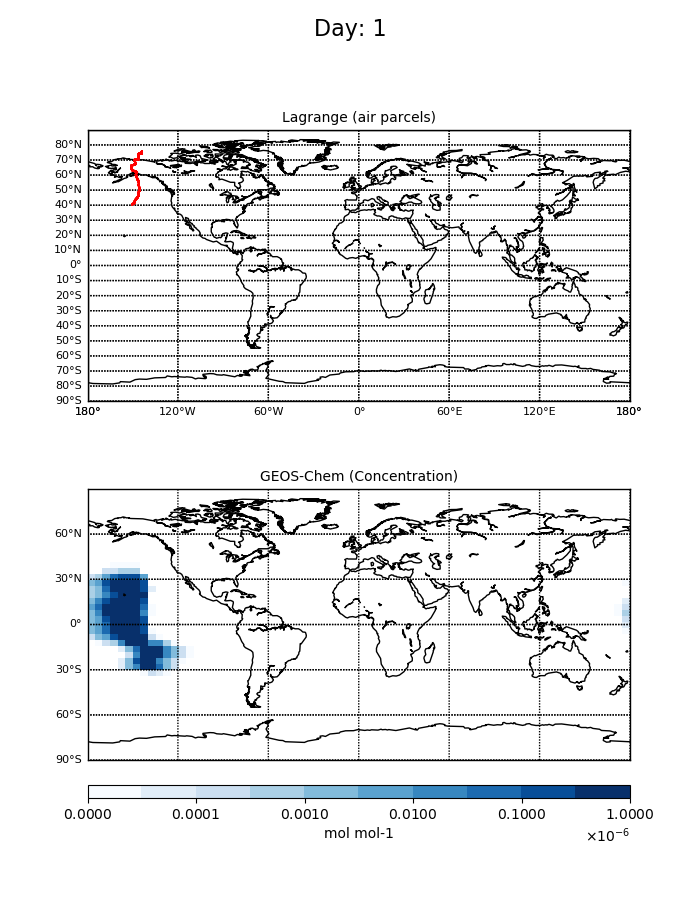 Day: 1
Lagrange (air parcels)
80°N
70°N
60°N
50°N
40°N
30°N
20°N
10°N
0°
10°S
20°S
30°S
40°S
50°S
60°S
70°S
80°S
90°S
180° 120°W 60°W 0° 60°E 120°E 180°
GEOS-Chem (Concentration)
60°N
30°N
0°
30°S
60°S
90°S
0.0000 0.0001 0.0010 0.0100 0.1000 1.0000
mol mol-1 ×10⁻⁶